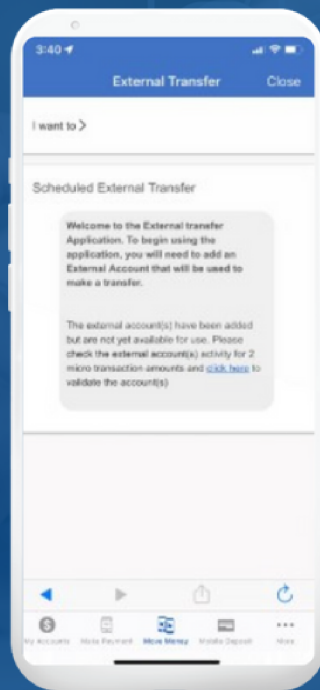 3:40
External Transfer Close
I want to >
Scheduled External Transfer
Welcome to the External transfer
Application. To begin using the
application, you will need to add an
External Account that will be used to
make a transfer.
The external account(s) have been added
but are not yet available for use. Please
check the external account(s) activity for 2
micro transaction amounts and click here to
validate the account(s)
My Accounts Make Payment Move Money Mobile Deposit More